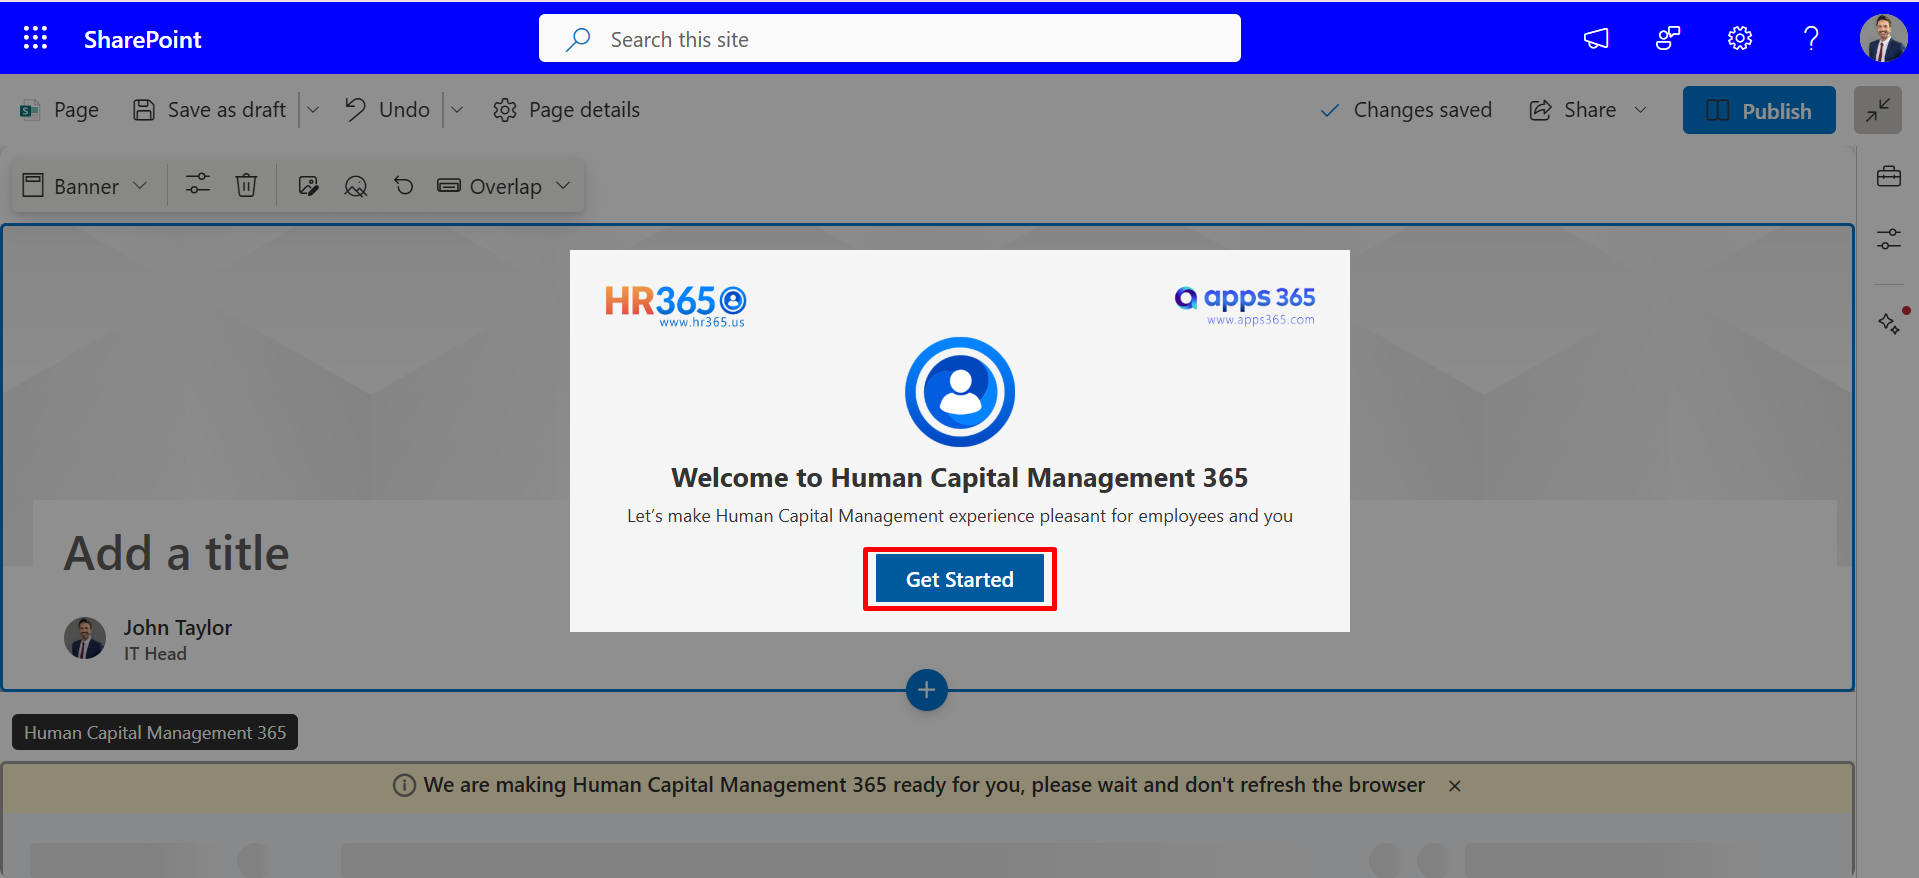 SharePoint
Search this site
Page
Save as draft
Undo
Page details
Changes saved
Share
Publish
Banner
Overlap
HR365
www.hr365.us
apps 365
www.apps365.com
Welcome to Human Capital Management 365
Let’s make Human Capital Management experience pleasant for employees and you
Get Started
Add a title
John Taylor
IT Head
Human Capital Management 365
We are making Human Capital Management 365 ready for you, please wait and don't refresh the browser